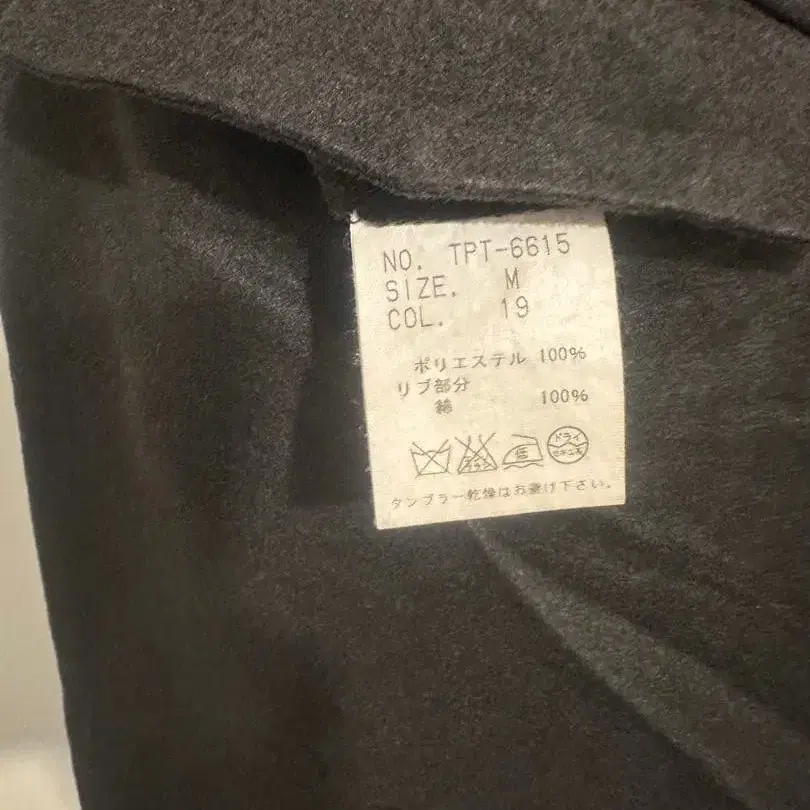 NO. TPT-6615
SIZE. M
COL. 19
ポリエステル 100%
リブ部分
綿 100%
低 ドライ
タンブラー乾燥はお避け下さい。